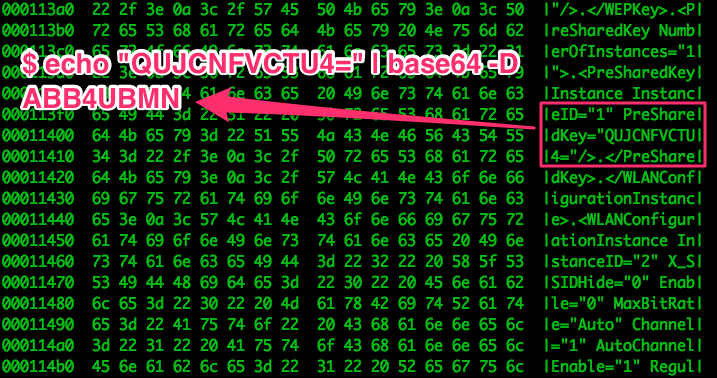 000113a0 22 2f 3e 0a 3c 2f 57 45 50 4b 65 79 3e 0a 3c 50 |"/>.</WEPKey>.<P
000113b0 72 65 53 68 61 72 65 64 4b 65 79 20 4e 75 6d 62 |reSharedKey Numb
|erOfInstances="1
$ echo "QUJCNFVCTU4=" | base64 -D
|">.<PreSharedKey
ABB4UBMN
61 6e 63 65 20 49 6e 73 74 61 6e 63 |Instance Instanc
|eID="1" PreShare
00011400 64 4b 65 79 3d 22 51 55 4a 43 4e 46 56 43 54 55 |dKey="QUJCNFVCTU
00011410 34 3d 22 2f 3e 0a 3c 2f 50 72 65 53 68 61 72 65 |4="/>.</PreShare
00011420 64 4b 65 79 3e 0a 3c 2f 57 4c 41 4e 43 6f 6e 66 |dKey>.</WLANConf
00011430 69 67 75 72 61 74 69 6f 6e 49 6e 73 74 61 6e 63 |igurationInstanc
00011440 65 3e 0a 3c 57 4c 41 4e 43 6f 6e 66 69 67 75 72 |e>.<WLANConfigur
00011450 61 74 69 6f 6e 49 6e 73 74 61 6e 63 65 20 49 6e |ationInstance In
00011460 73 74 61 6e 63 65 49 44 3d 22 32 22 20 58 5f 53 |stanceID="2" X_S
00011470 53 49 44 48 69 64 65 3d 22 30 22 20 45 6e 61 62 |SIDHide="0" Enab
00011480 6c 65 3d 22 30 22 20 4d 61 78 42 69 74 52 61 74 |le="0" MaxBitRat
00011490 65 3d 22 41 75 74 6f 22 20 43 68 61 6e 6e 65 6c |e="Auto" Channel
000114a0 3d 22 31 22 20 41 75 74 6f 43 68 61 6e 6e 65 6c |="1" AutoChannel
000114b0 45 6e 61 62 6c 65 3d 22 31 22 20 52 65 67 75 6c |Enable="1" Regul